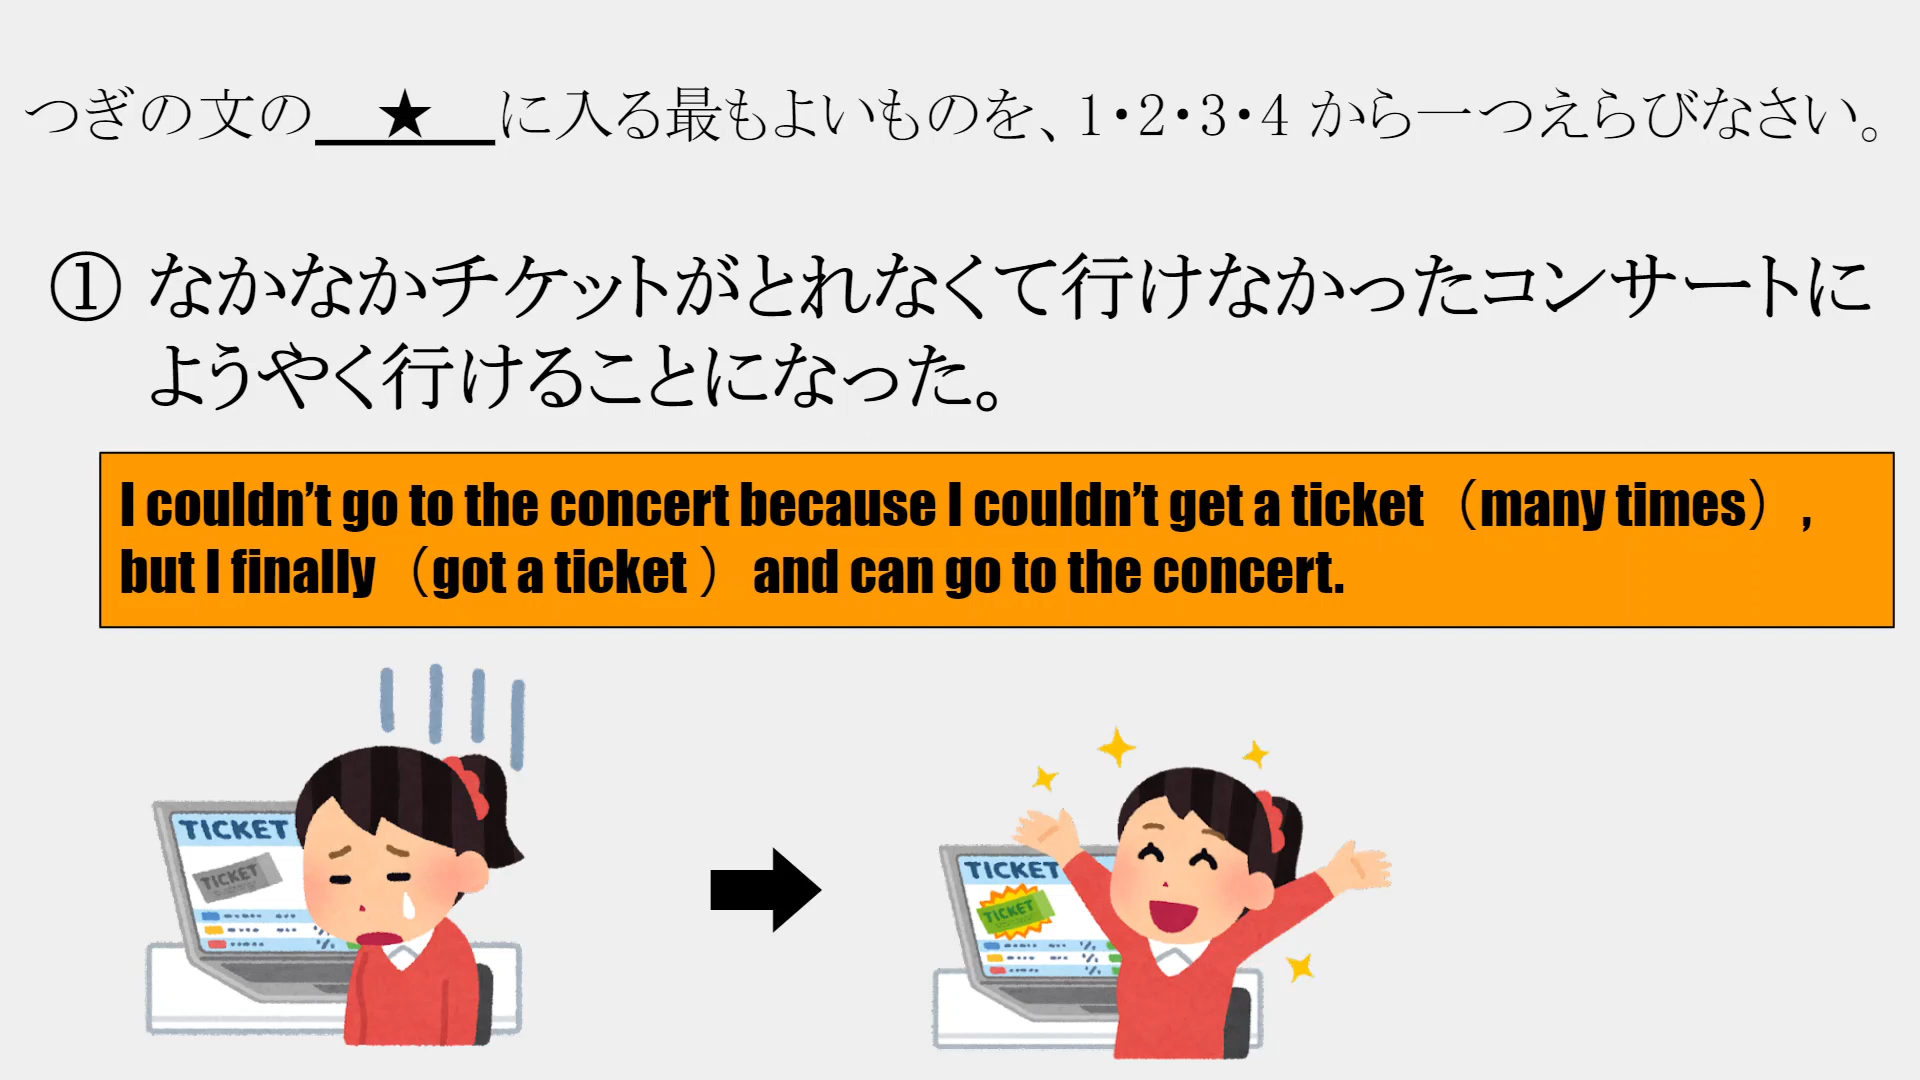 つぎの文の　★　に入る最もよいものを、1・2・3・4 から一つえらびなさい。
① なかなかチケットがとれなくて行けなかったコンサートに
ようやく行けることになった。
I couldn’t go to the concert because I couldn’t get a ticket（many times）,
but I finally（got a ticket ）and can go to the concert.
TICKET
TICKET
TICKET
TICKET